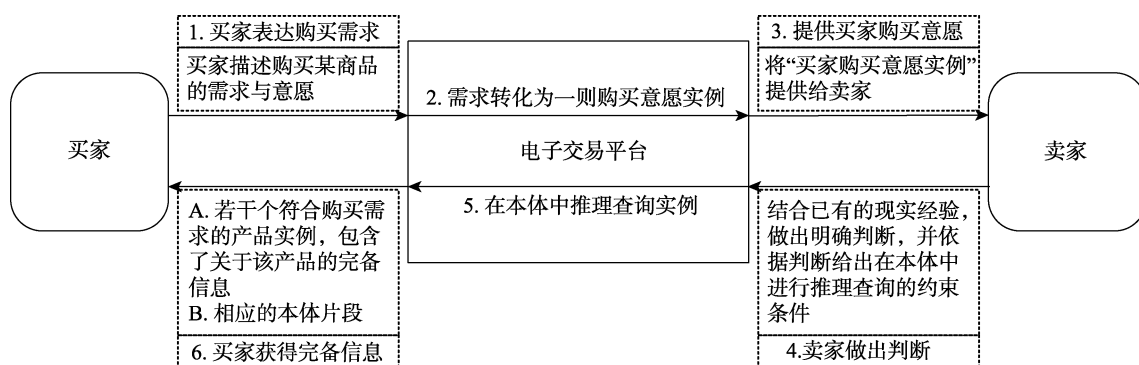 1. 买家表达购买需求
买家描述购买某商品
的需求与意愿
买家
2. 需求转化为一则购买意愿实例
电子交易平台
5. 在本体中推理查询实例
3. 提供买家购买意愿
将“买家购买意愿实例”
提供给卖家
卖家
结合已有的现实经验，
做出明确判断，并依
据判断给出在本体中
进行推理查询的约束
条件
4.卖家做出判断
A. 若干个符合购买需
求的产品实例，包含
了关于该产品的完备
信息
B. 相应的本体片段
6. 买家获得完备信息